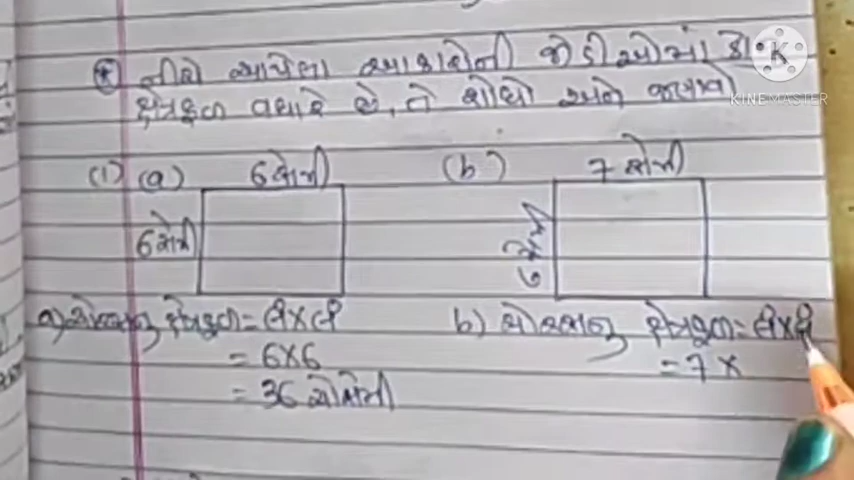 નીચે આપેલા આકારોની જોડીઓમાં કો
ક્ષેત્રફળ વધારે છે, તે શોધો અને જણાવો
K
KINEMASTER
(1) (a) 6 સેમી (b) 7 સેમી
6 સેમી
a) ચોરસનું ક્ષેત્રફળ = લં × લં b) ચોરસનું ક્ષેત્રફળ = લં ×
= 6 × 6 = 7 ×
= 36 ચોસેમી